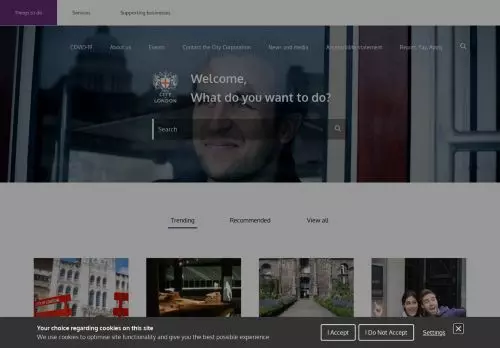 Things to do
Services
Supporting businesses
COVID-19
About us
Events
Contact the City Corporation
News and media
Accessibility statement
Report, Pay, Apply
Welcome,
What do you want to do?
CITY
LONDON
Search
Trending
Recommended
View all
Your choice regarding cookies on this site
We use cookies to optimise site functionality and give you the best possible experience
I Accept
I Do Not Accept
Settings